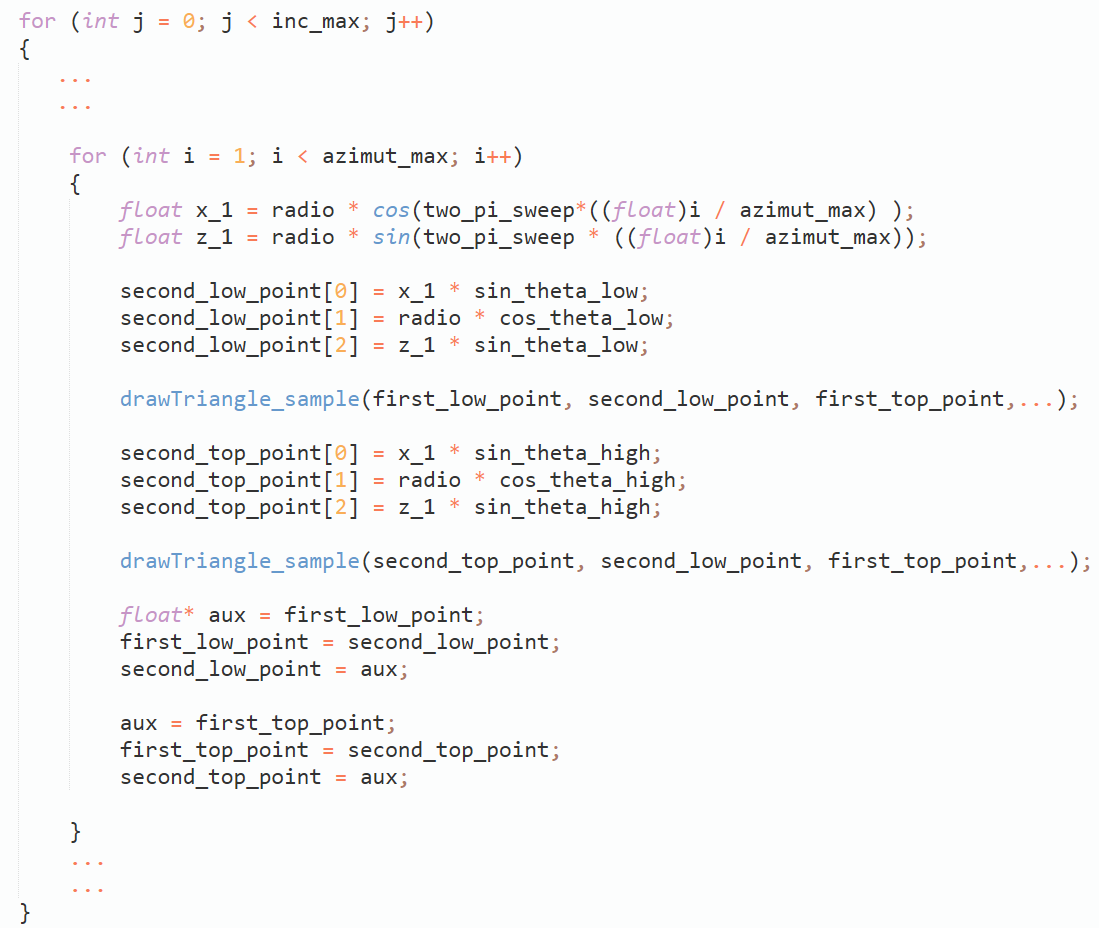 for (int j = 0; j < inc_max; j++)
{
...
...
for (int i = 1; i < azimut_max; i++)
{
float x_1 = radio * cos(two_pi_sweep*((float)i / azimut_max) );
float z_1 = radio * sin(two_pi_sweep * ((float)i / azimut_max));
second_low_point[0] = x_1 * sin_theta_low;
second_low_point[1] = radio * cos_theta_low;
second_low_point[2] = z_1 * sin_theta_low;
drawTriangle_sample(first_low_point, second_low_point, first_top_point,...);
second_top_point[0] = x_1 * sin_theta_high;
second_top_point[1] = radio * cos_theta_high;
second_top_point[2] = z_1 * sin_theta_high;
drawTriangle_sample(second_top_point, second_low_point, first_top_point,...);
float* aux = first_low_point;
first_low_point = second_low_point;
second_low_point = aux;
aux = first_top_point;
first_top_point = second_top_point;
second_top_point = aux;
}
...
...
}